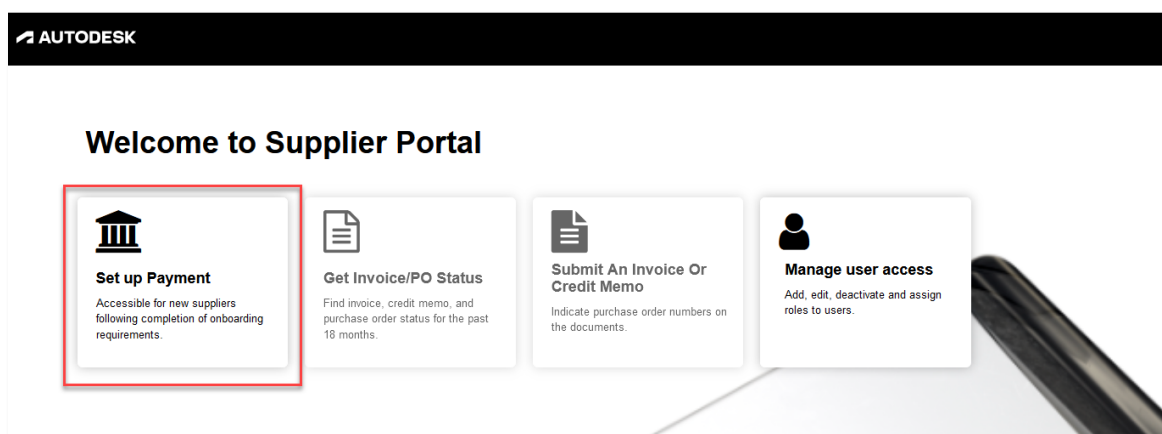 AUTODESK
Welcome to Supplier Portal
Set up Payment
Accessible for new suppliers
following completion of onboarding
requirements.
Get Invoice/PO Status
Find invoice, credit memo, and
purchase order status for the past
18 months.
Submit An Invoice Or
Credit Memo
Indicate purchase order numbers on
the documents.
Manage user access
Add, edit, deactivate and assign
roles to users.